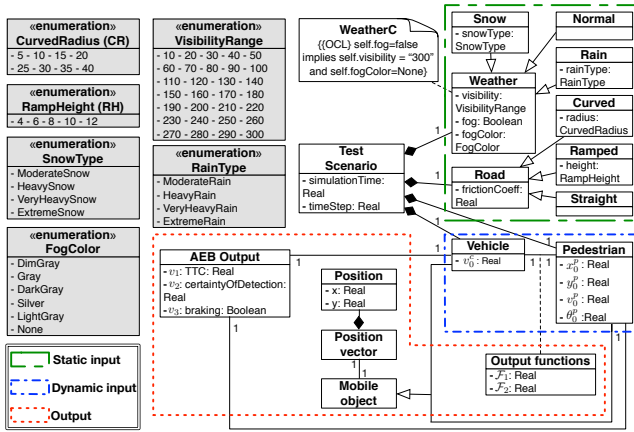 «enumeration»
CurvedRadius (CR)
- 5 - 10 - 15 - 20
- 25 - 30 - 35 - 40
«enumeration»
RampHeight (RH)
- 4 - 6 - 8 - 10 - 12
«enumeration»
SnowType
- ModerateSnow
- HeavySnow
- VeryHeavySnow
- ExtremeSnow
«enumeration»
FogColor
- DimGray
- Gray
- DarkGray
- Silver
- LightGray
- None
«enumeration»
VisibilityRange
- 10 - 20 - 30 - 40 - 50
- 60 - 70 - 80 - 90 - 100
- 110 - 120 - 130 - 140
- 150 - 160 - 170 - 180
- 190 - 200 - 210 - 220
- 230 - 240 - 250 - 260
- 270 - 280 - 290 - 300
«enumeration»
RainType
- ModerateRain
- HeavyRain
- VeryHeavyRain
- ExtremeRain
WeatherC
{{OCL} self.fog=false
implies self.visibility = “300”
and self.fogColor=None}
Snow
- snowType:
SnowType
Normal
Weather
- visibility:
VisibilityRange
- fog: Boolean
- fogColor:
FogColor
Rain
- rainType:
RainType
Curved
- radius:
CurvedRadius
Ramped
- height:
RampHeight
Straight
Road
- frictionCoeff:
Real
Test
Scenario
- simulationTime:
Real
- timeStep: Real
1
1
1
1
AEB Output
- v₁: TTC: Real
- v₂: certaintyOfDetection:
Real
- v₃: braking: Boolean
1
1
Position
- x: Real
- y: Real
Position
vector
1
1
Mobile
object
Vehicle
- v₀ᶜ : Real
1
1
1
Pedestrian
- x₀ᵖ : Real
- y₀ᵖ : Real
- v₀ᵖ : Real
- θ₀ᵖ : Real
1
1
Output functions
- ℱ₁: Real
- ℱ₂: Real
Static input
Dynamic input
Output